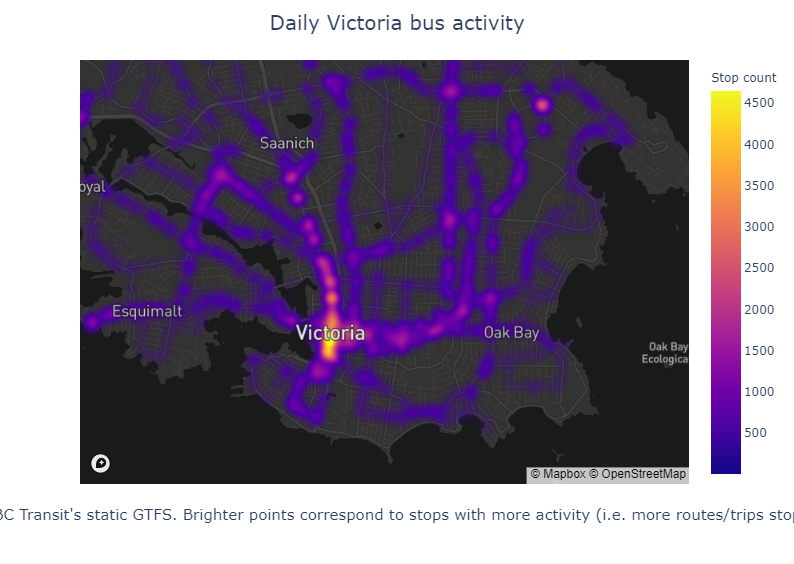 Daily Victoria bus activity
Stop count
4500
4000
3500
3000
2500
2000
1500
1000
500
Saanich
oyal
Esquimalt
Victoria
Oak Bay
Oak Bay
Ecologica
© Mapbox © OpenStreetMap
BC Transit's static GTFS. Brighter points correspond to stops with more activity (i.e. more routes/trips stop